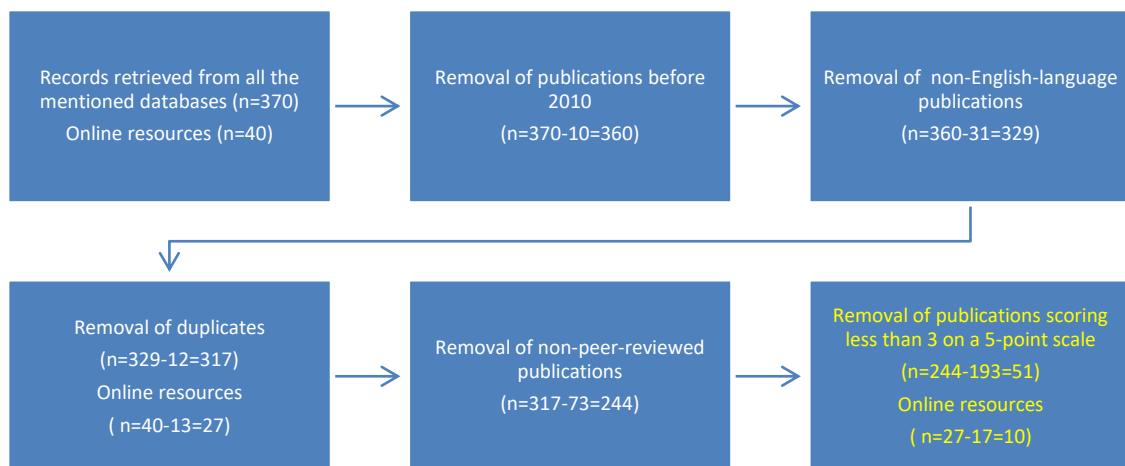 Records retrieved from all the
mentioned databases (n=370)
Online resources (n=40)
Removal of publications before
2010
(n=370-10=360)
Removal of non-English-language
publications
(n=360-31=329)
Removal of duplicates
(n=329-12=317)
Online resources
( n=40-13=27)
Removal of non-peer-reviewed
publications
(n=317-73=244)
Removal of publications scoring
less than 3 on a 5-point scale
(n=244-193=51)
Online resources
( n=27-17=10)